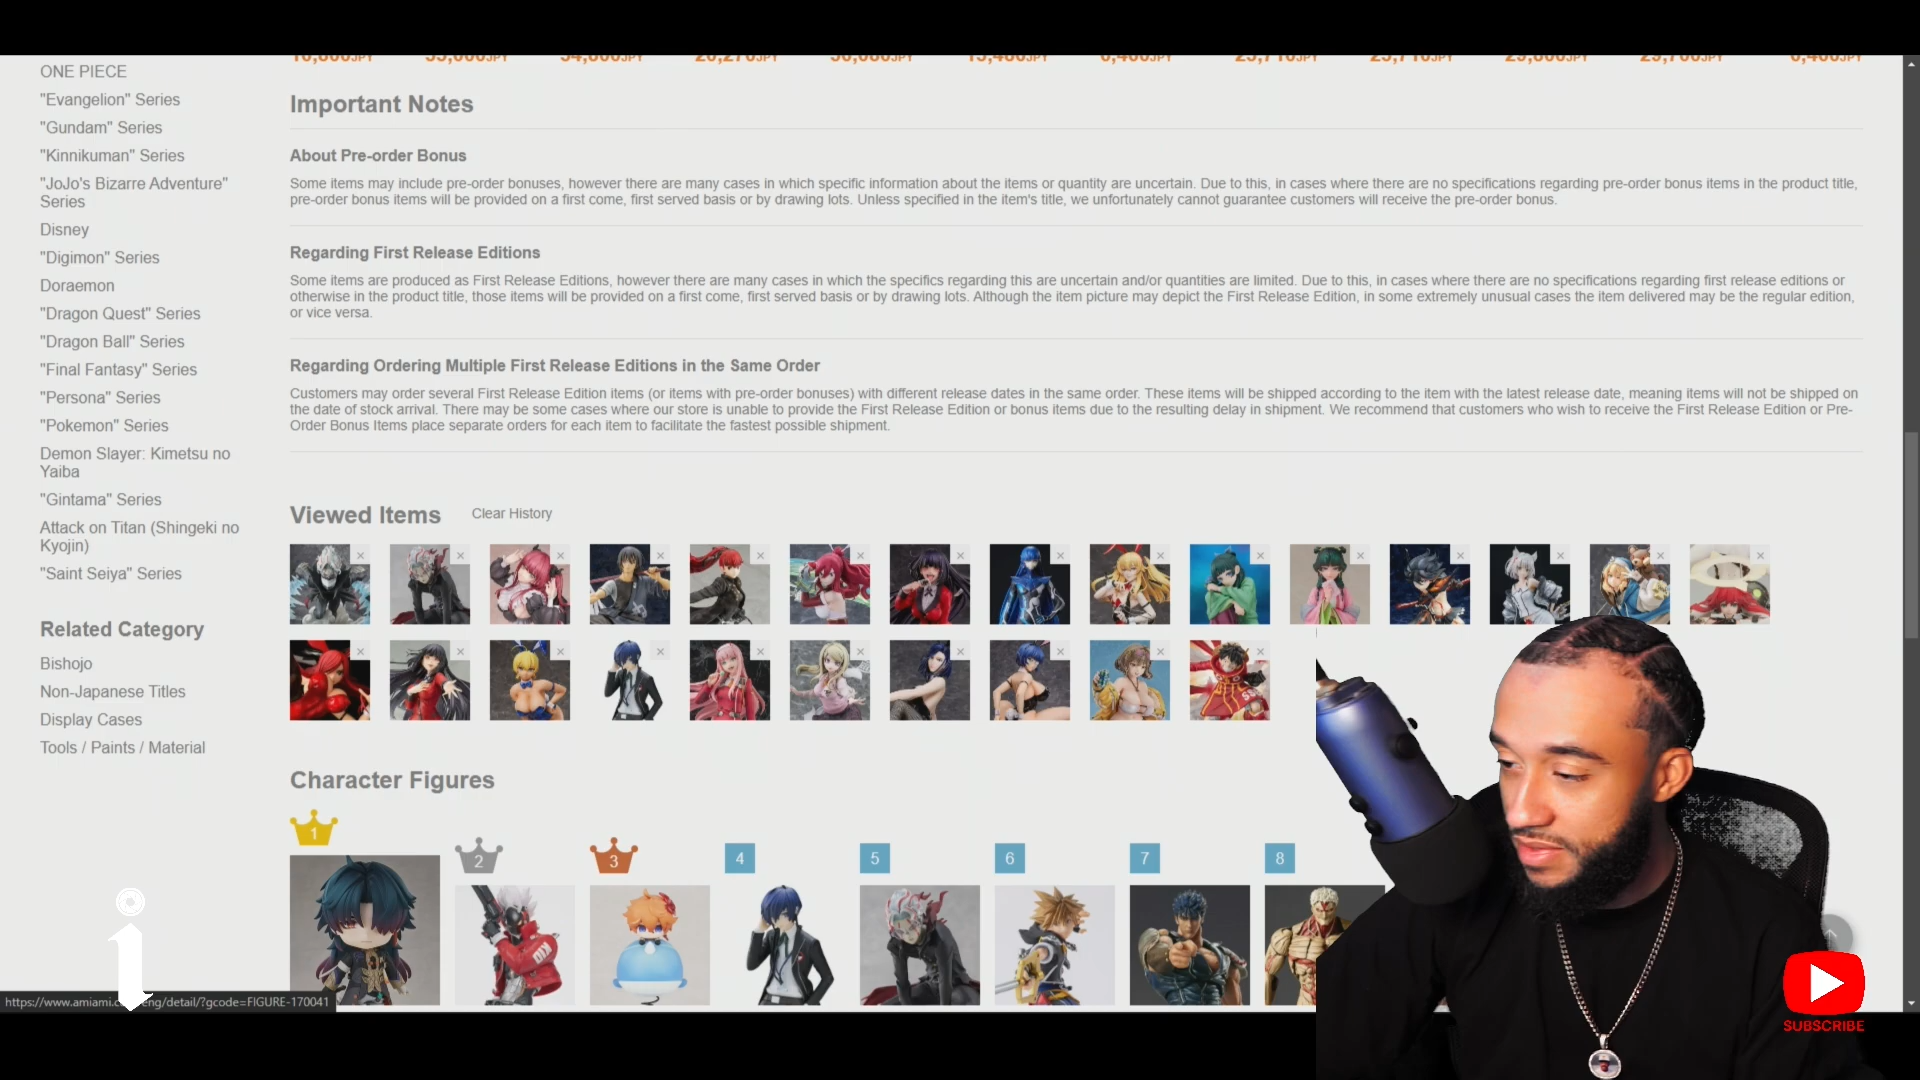 ONE PIECE
"Evangelion" Series
"Gundam" Series
"Kinnikuman" Series
"JoJo's Bizarre Adventure"
Series
Disney
"Digimon" Series
Doraemon
"Dragon Quest" Series
"Dragon Ball" Series
"Final Fantasy" Series
"Persona" Series
"Pokemon" Series
Demon Slayer: Kimetsu no
Yaiba
"Gintama" Series
Attack on Titan (Shingeki no
Kyojin)
"Saint Seiya" Series
Related Category
Bishojo
Non-Japanese Titles
Display Cases
Tools / Paints / Material
Important Notes
About Pre-order Bonus
Some items may include pre-order bonuses, however there are many cases in which specific information about the items or quantity are uncertain. Due to this, in cases where there are no specifications regarding pre-order bonus items in the product title,
pre-order bonus items will be provided on a first come, first served basis or by drawing lots. Unless specified in the item's title, we unfortunately cannot guarantee customers will receive the pre-order bonus.
Regarding First Release Editions
Some items are produced as First Release Editions, however there are many cases in which the specifics regarding this are uncertain and/or quantities are limited. Due to this, in cases where there are no specifications regarding first release editions or
otherwise in the product title, those items will be provided on a first come, first served basis or by drawing lots. Although the item picture may depict the First Release Edition, in some extremely unusual cases the item delivered may be the regular edition,
or vice versa.
Regarding Ordering Multiple First Release Editions in the Same Order
Customers may order several First Release Edition items (or items with pre-order bonuses) with different release dates in the same order. These items will be shipped according to the item with the latest release date, meaning items will not be shipped on
the date of stock arrival. There may be some cases where our store is unable to provide the First Release Edition or bonus items due to the resulting delay in shipment. We recommend that customers who wish to receive the First Release Edition or Pre-
Order Bonus Items place separate orders for each item to facilitate the fastest possible shipment.
Viewed Items Clear History
Character Figures
1 2 3 4 5 6 7 8
https://www.amiami.c eng/detail/?gcode=FIGURE-170041
SUBSCRIBE